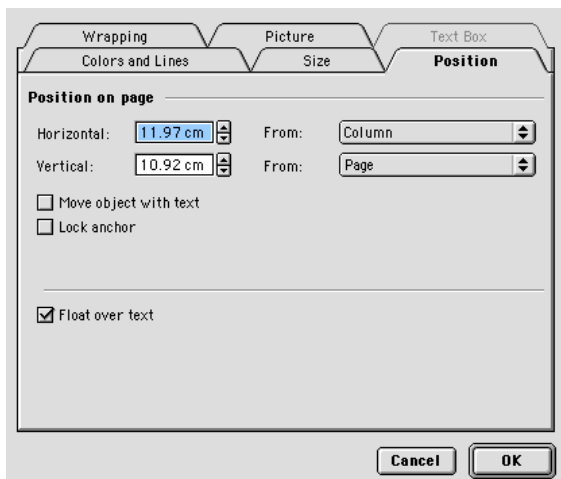 Wrapping Picture Text Box
Colors and Lines Size Position
Position on page
Horizontal: 11.97 cm From: Column
Vertical: 10.92 cm From: Page
Move object with text
Lock anchor
Float over text
Cancel OK